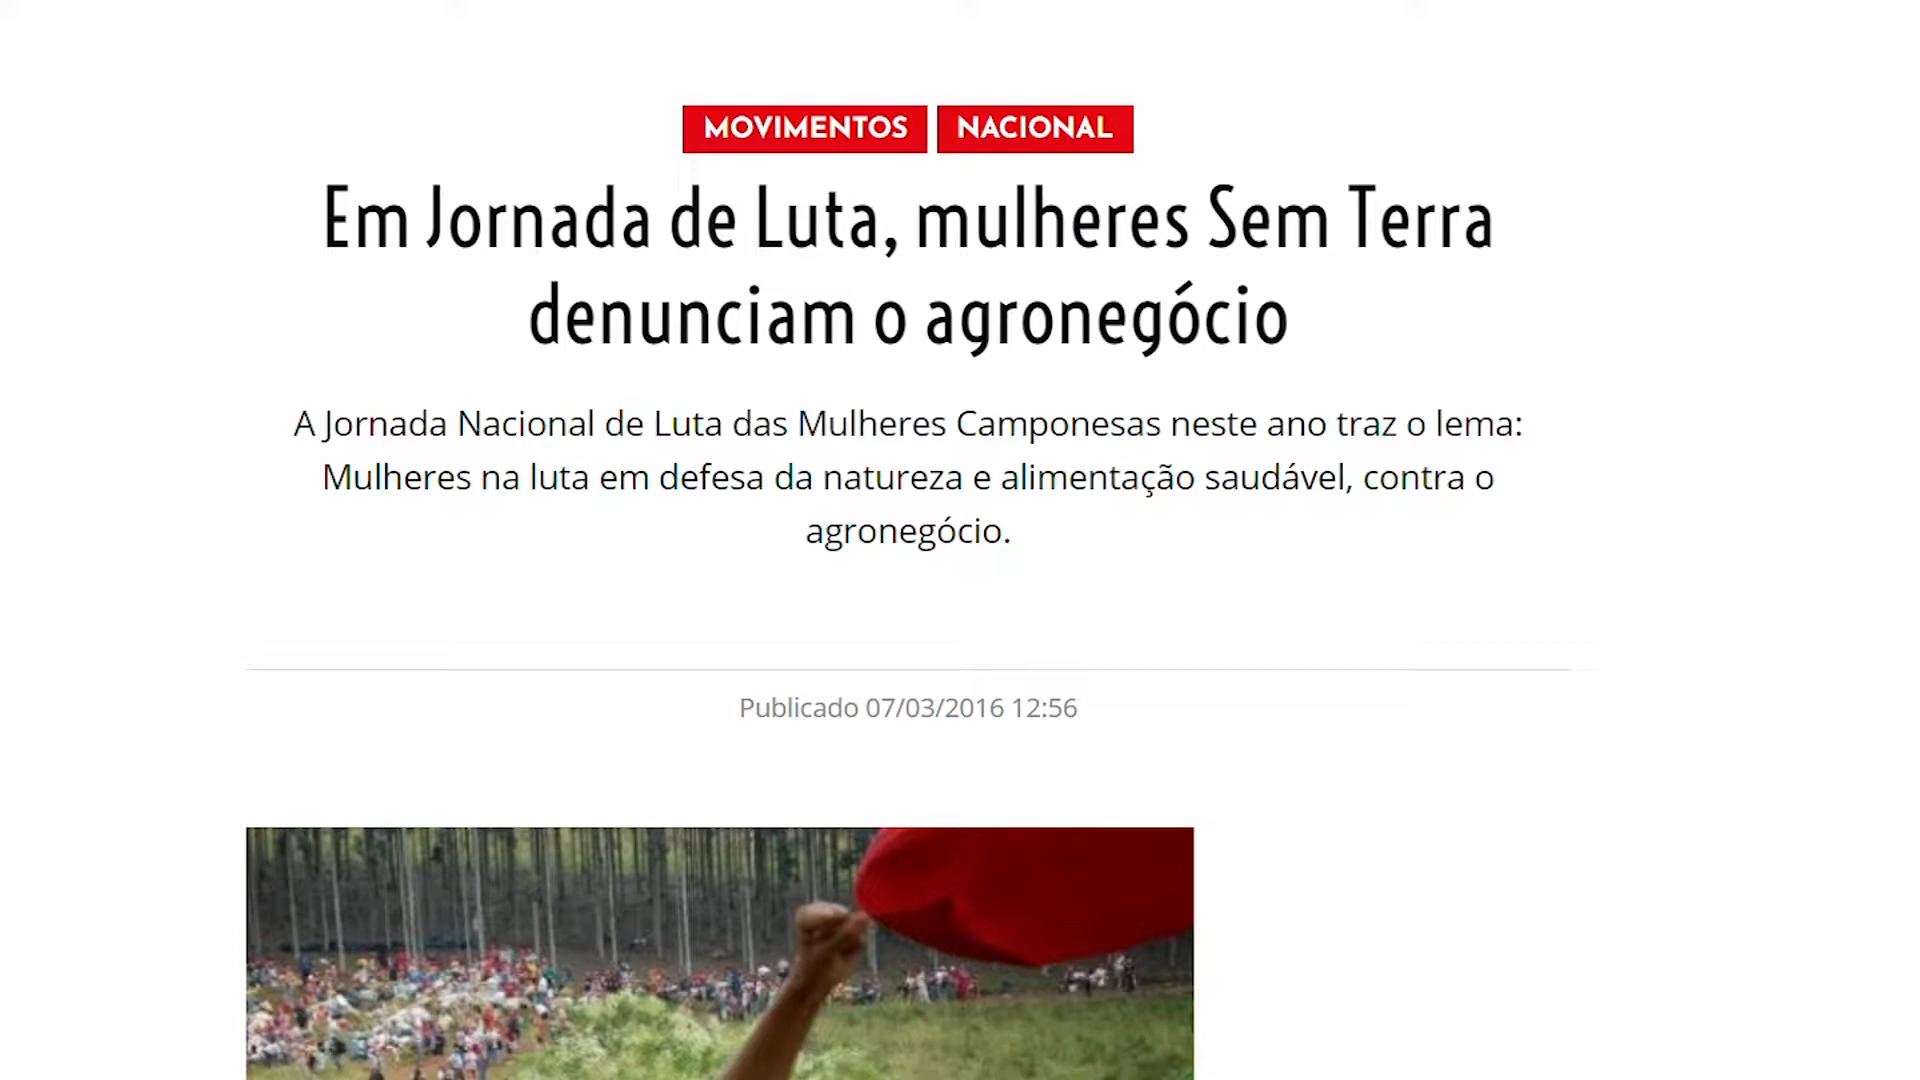 MOVIMENTOS NACIONAL
Em Jornada de Luta, mulheres Sem Terra
denunciam o agronegócio
A Jornada Nacional de Luta das Mulheres Camponesas neste ano traz o lema:
Mulheres na luta em defesa da natureza e alimentação saudável, contra o
agronegócio.
Publicado 07/03/2016 12:56